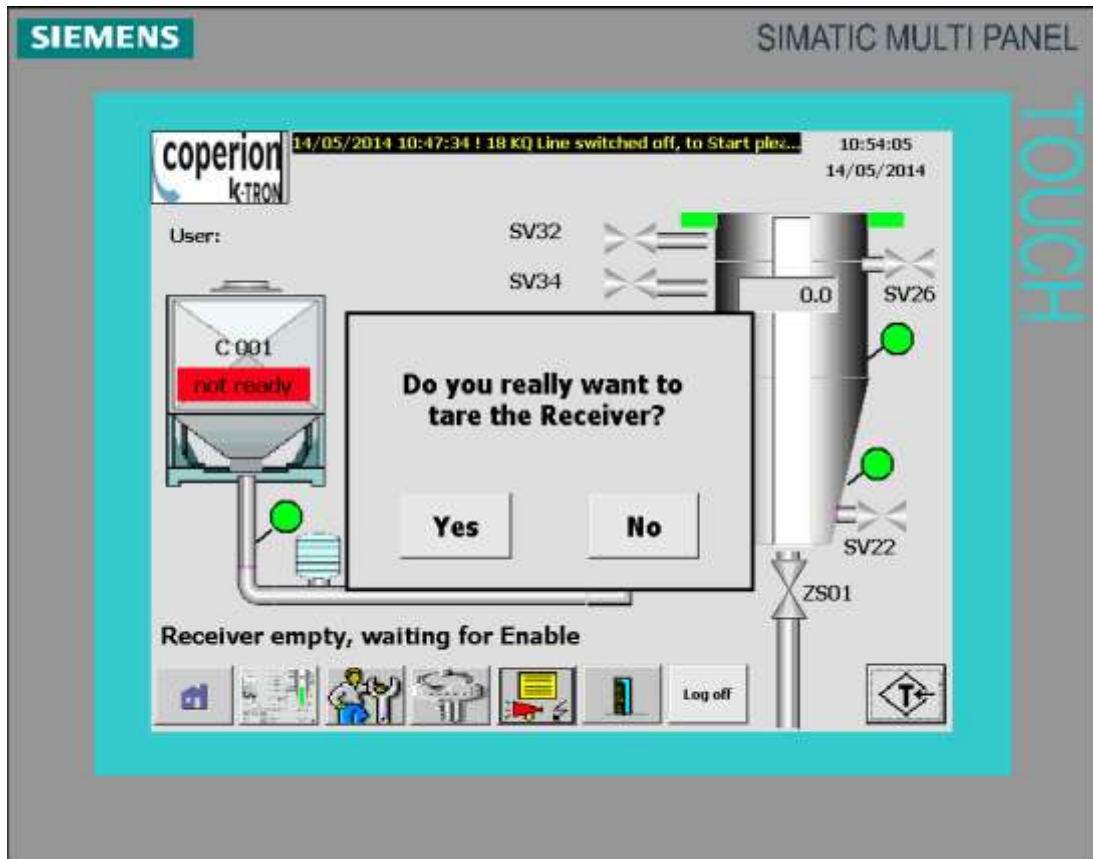 SIEMENS
SIMATIC MULTI PANEL
TOUCH
coperion
K-TRON
14/05/2014 10:47:34 ! 18 KQ Line switched off, to Start plea...
10:54:05
14/05/2014
User:
SV32
SV34
0.0
SV26
C 001
not ready
Do you really want to
tare the Receiver?
Yes
No
SV22
ZS01
Receiver empty, waiting for Enable
Log off
T